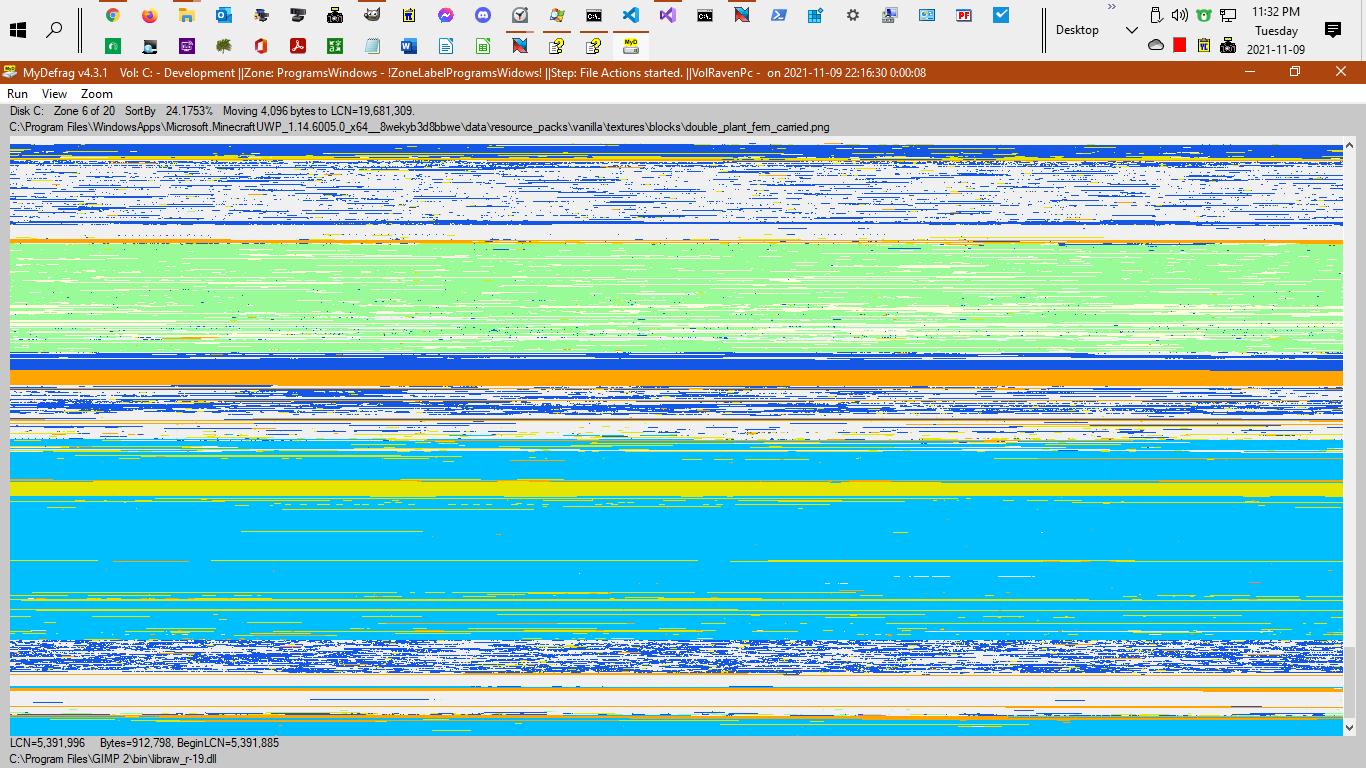 11:32 PM
Desktop
Tuesday
2021-11-09
MyDefrag v4.3.1 Vol: C: - Development ||Zone: ProgramsWindows - !ZoneLabelProgramsWidows! ||Step: File Actions started. ||VolRavenPc - on 2021-11-09 22:16:30 0:00:08
Run View Zoom
Disk C: Zone 6 of 20 SortBy 24.1753% Moving 4,096 bytes to LCN=19,681,309.
C:\Program Files\WindowsApps\Microsoft.MinecraftUWP_1.14.6005.0_x64__8wekyb3d8bbwe\data\resource_packs\vanilla\textures\blocks\double_plant_fern_carried.png
LCN=5,391,996 Bytes=912,798, BeginLCN=5,391,885
C:\Program Files\GIMP 2\bin\libraw_r-19.dll